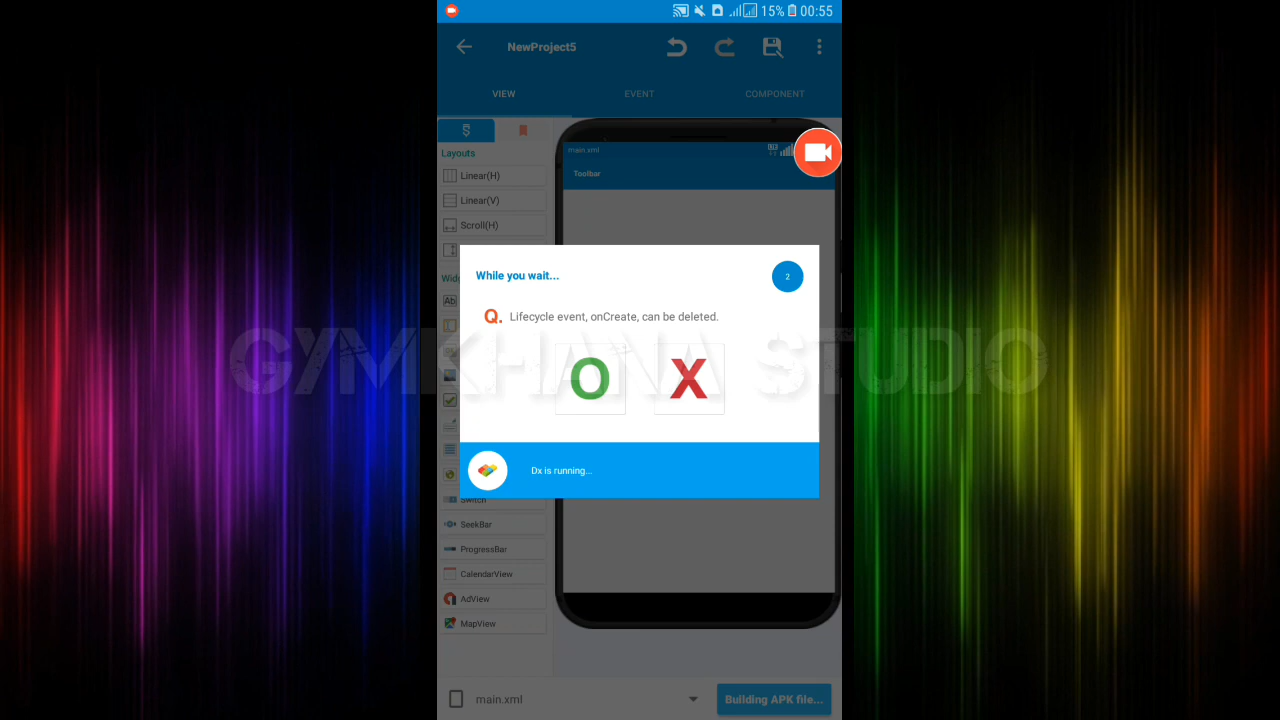 15% 00:55
NewProject5
VIEW EVENT COMPONENT
Layouts
main.xml
Linear(H)
Toolbar
Linear(V)
Scroll(H)
While you wait...
2
Q. Lifecycle event, onCreate, can be deleted.
GYMKHANA STUDIO
O X
Ab
Dx is running...
Switch
SeekBar
ProgressBar
CalendarView
AdView
MapView
main.xml
Building APK file...